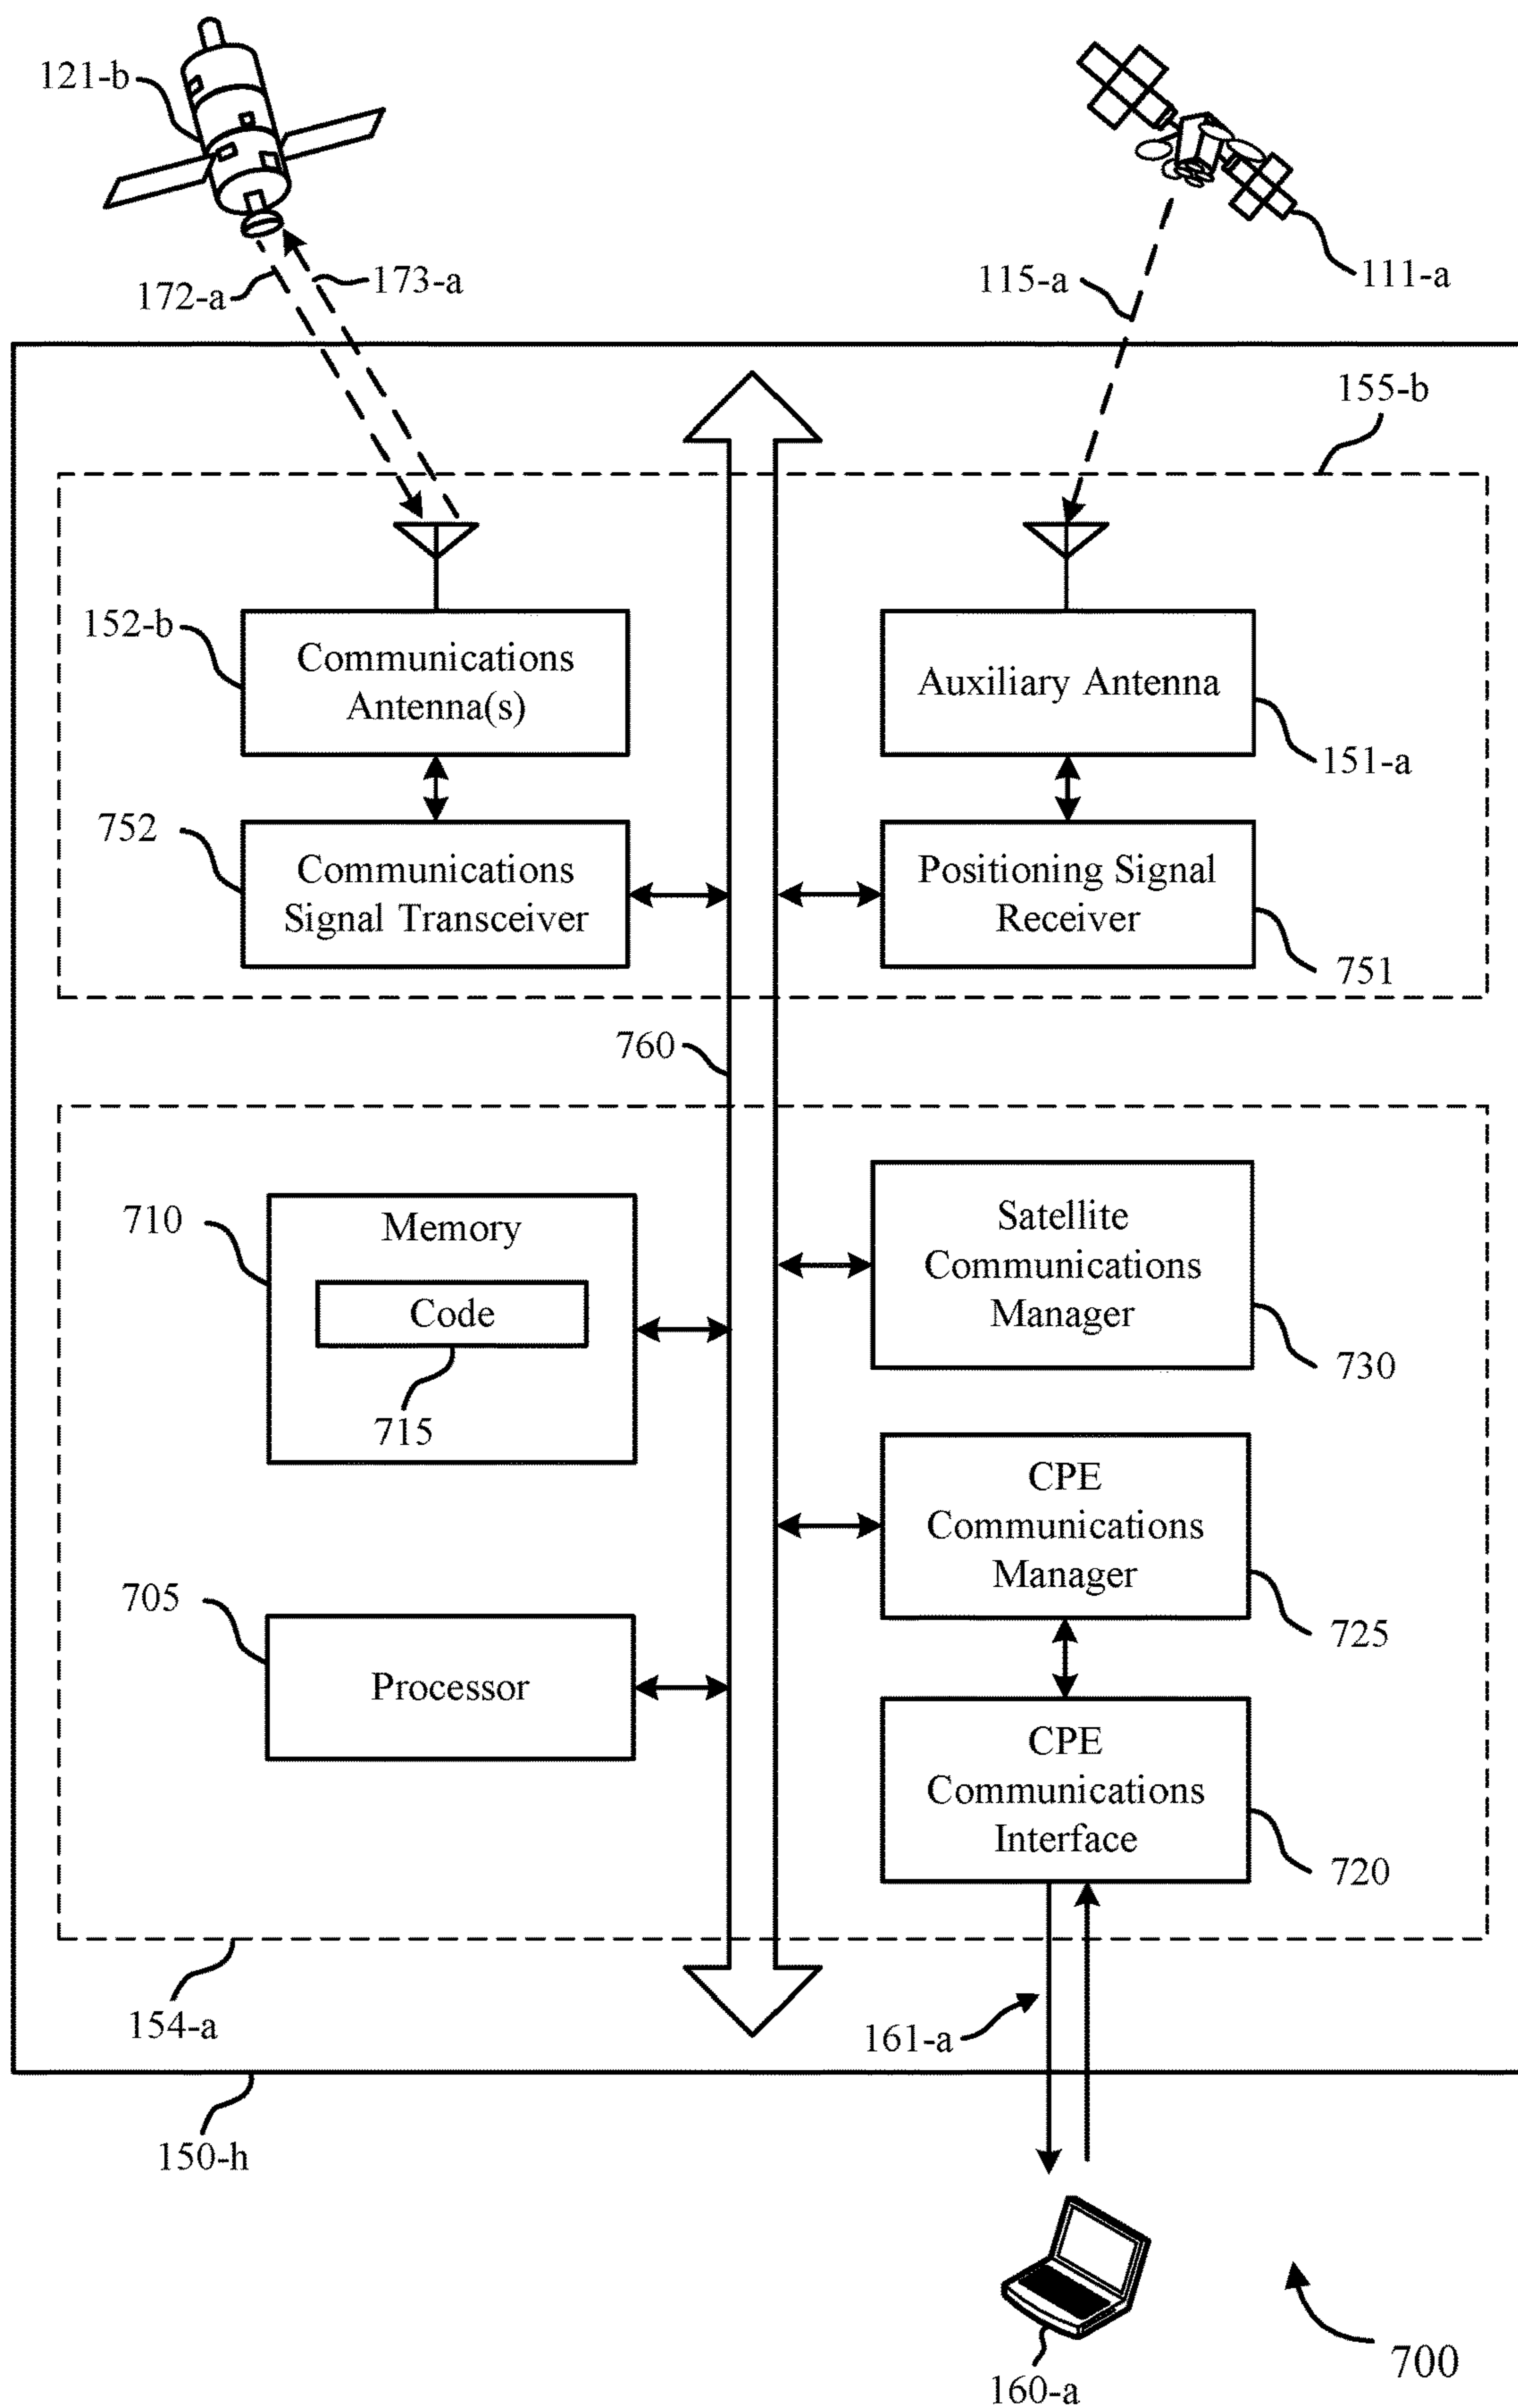 121-b
172-a
173-a
115-a
111-a
155-b
152-b
Communications
Antenna(s)
Auxiliary Antenna
151-a
752
Communications
Signal Transceiver
Positioning Signal
Receiver
751
760
710
Memory
Code
715
Satellite
Communications
Manager
730
CPE
Communications
Manager
725
705
Processor
CPE
Communications
Interface
720
154-a
161-a
150-h
160-a
700